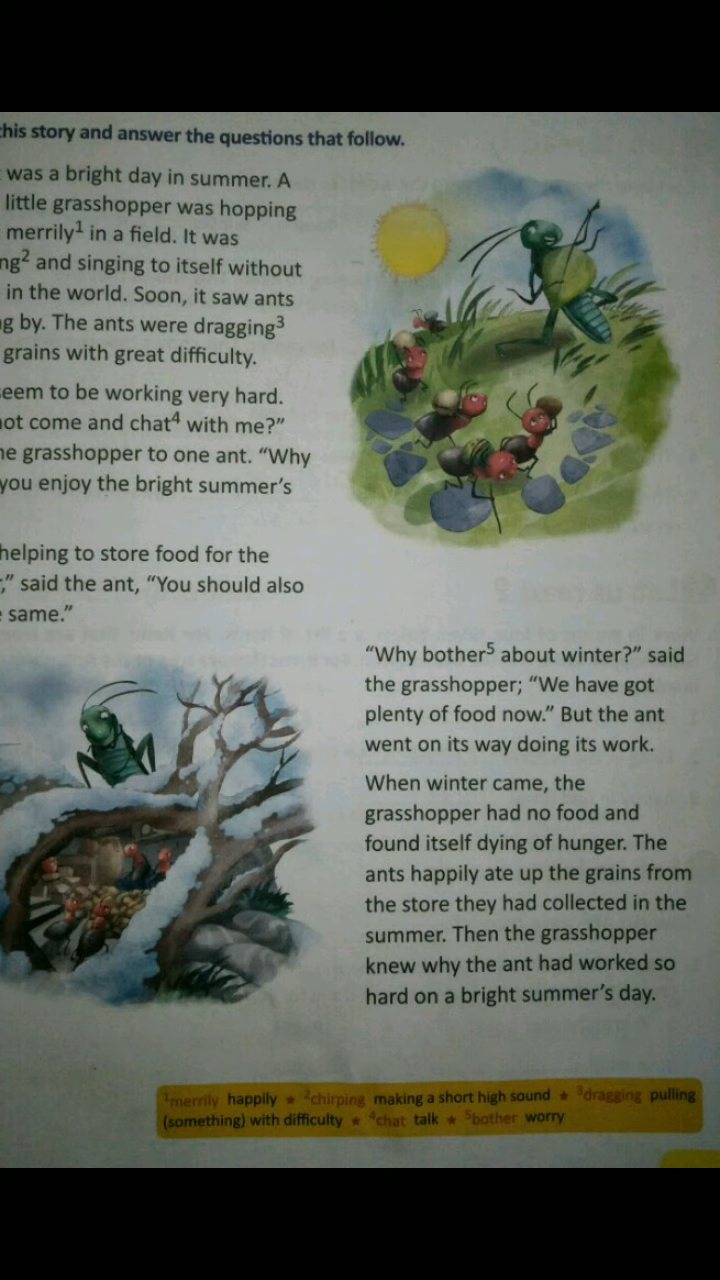 this story and answer the questions that follow.
was a bright day in summer. A
little grasshopper was hopping
merrily¹ in a field. It was
ng² and singing to itself without
in the world. Soon, it saw ants
g by. The ants were dragging³
grains with great difficulty.
seem to be working very hard.
not come and chat⁴ with me?”
he grasshopper to one ant. “Why
you enjoy the bright summer’s
helping to store food for the
,” said the ant, “You should also
e same.”
“Why bother⁵ about winter?” said
the grasshopper; “We have got
plenty of food now.” But the ant
went on its way doing its work.
When winter came, the
grasshopper had no food and
found itself dying of hunger. The
ants happily ate up the grains from
the store they had collected in the
summer. Then the grasshopper
knew why the ant had worked so
hard on a bright summer’s day.
¹merrily happily ★ ²chirping making a short high sound ★ ³dragging pulling
(something) with difficulty ★ ⁴chat talk ★ ⁵bother worry